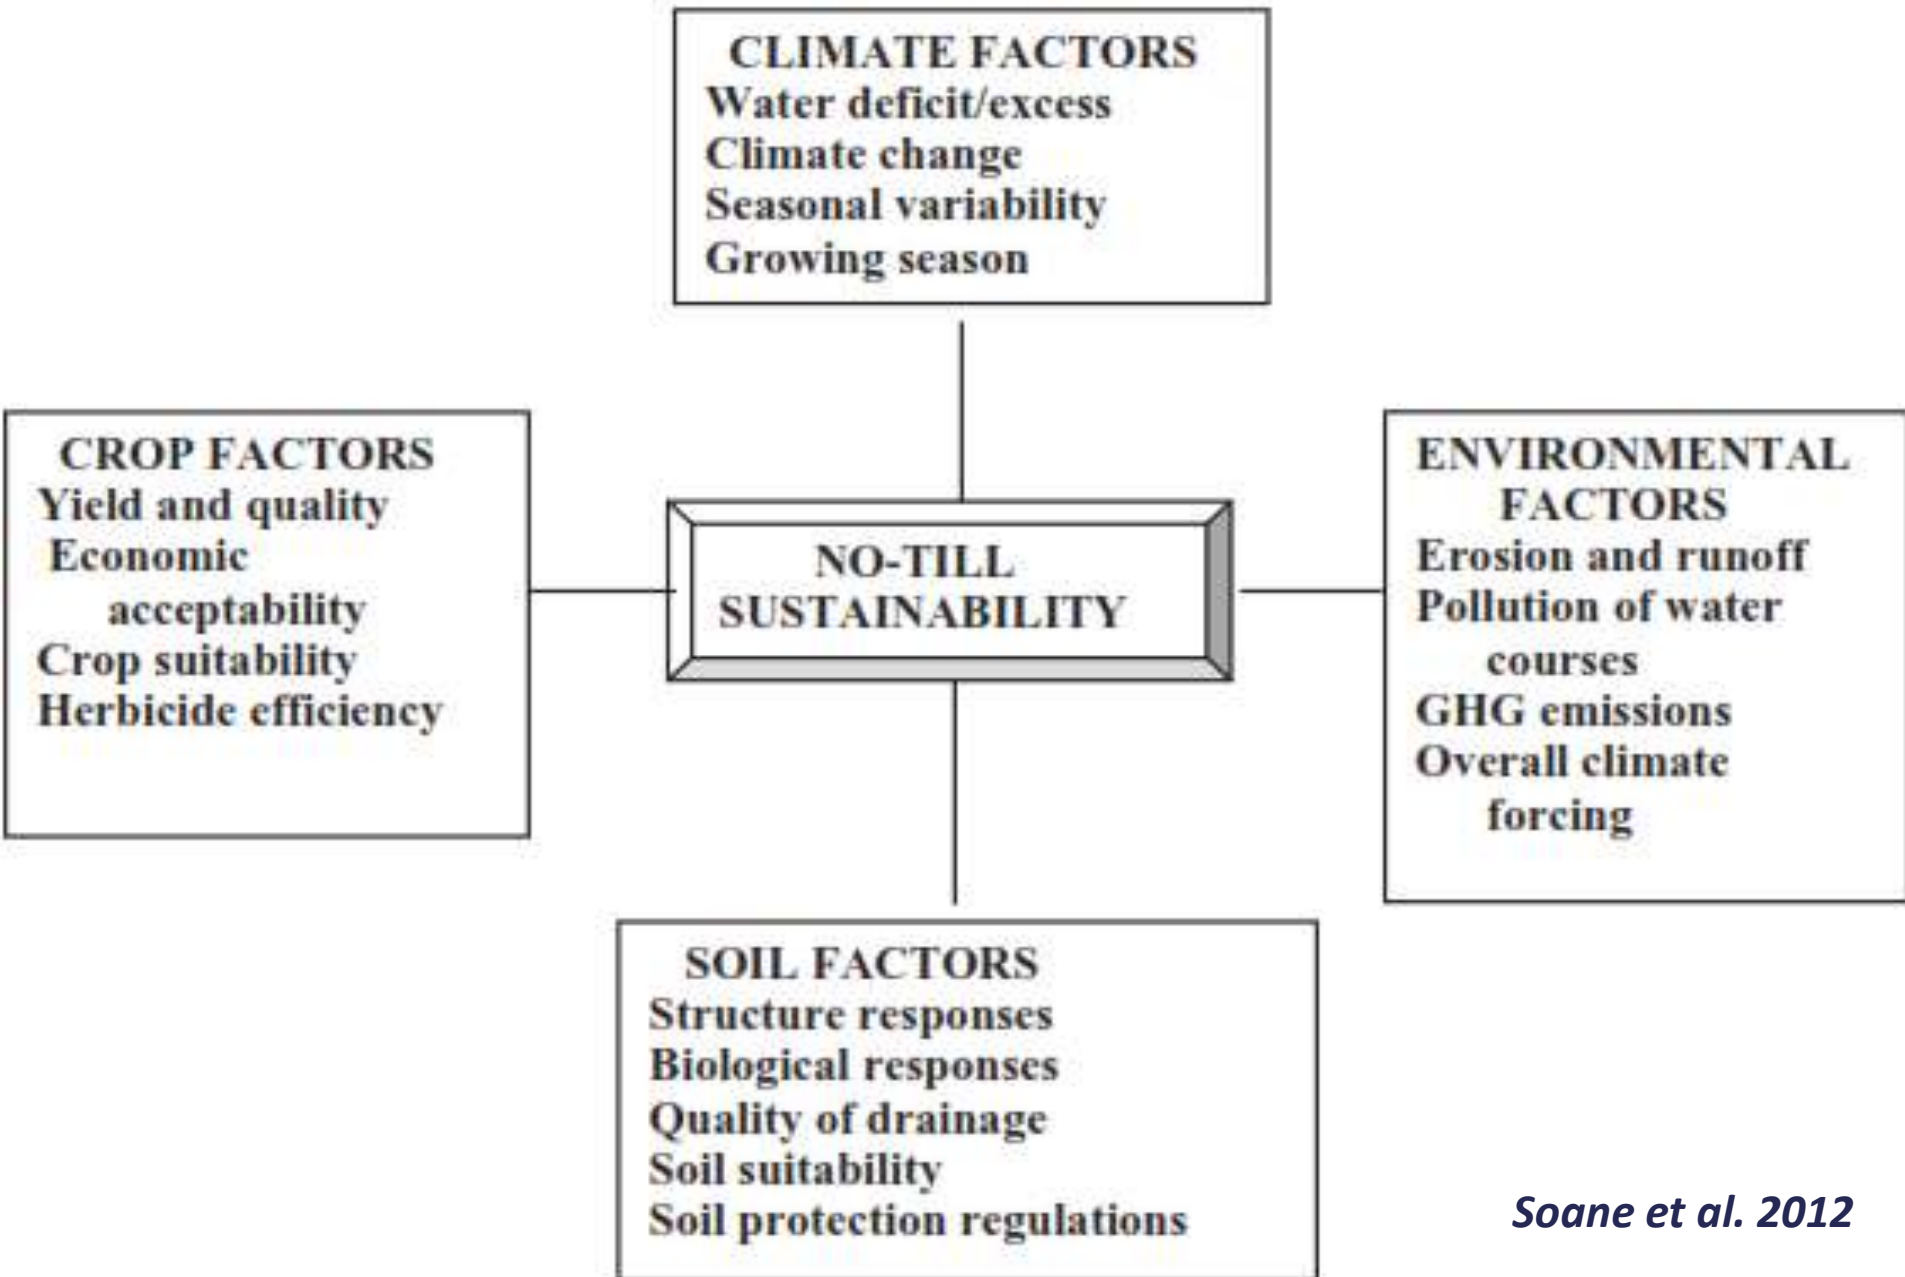 CLIMATE FACTORS
Water deficit/excess
Climate change
Seasonal variability
Growing season
CROP FACTORS
Yield and quality
Economic
acceptability
Crop suitability
Herbicide efficiency
NO-TILL
SUSTAINABILITY
ENVIRONMENTAL
FACTORS
Erosion and runoff
Pollution of water
courses
GHG emissions
Overall climate
forcing
SOIL FACTORS
Structure responses
Biological responses
Quality of drainage
Soil suitability
Soil protection regulations
Soane et al. 2012